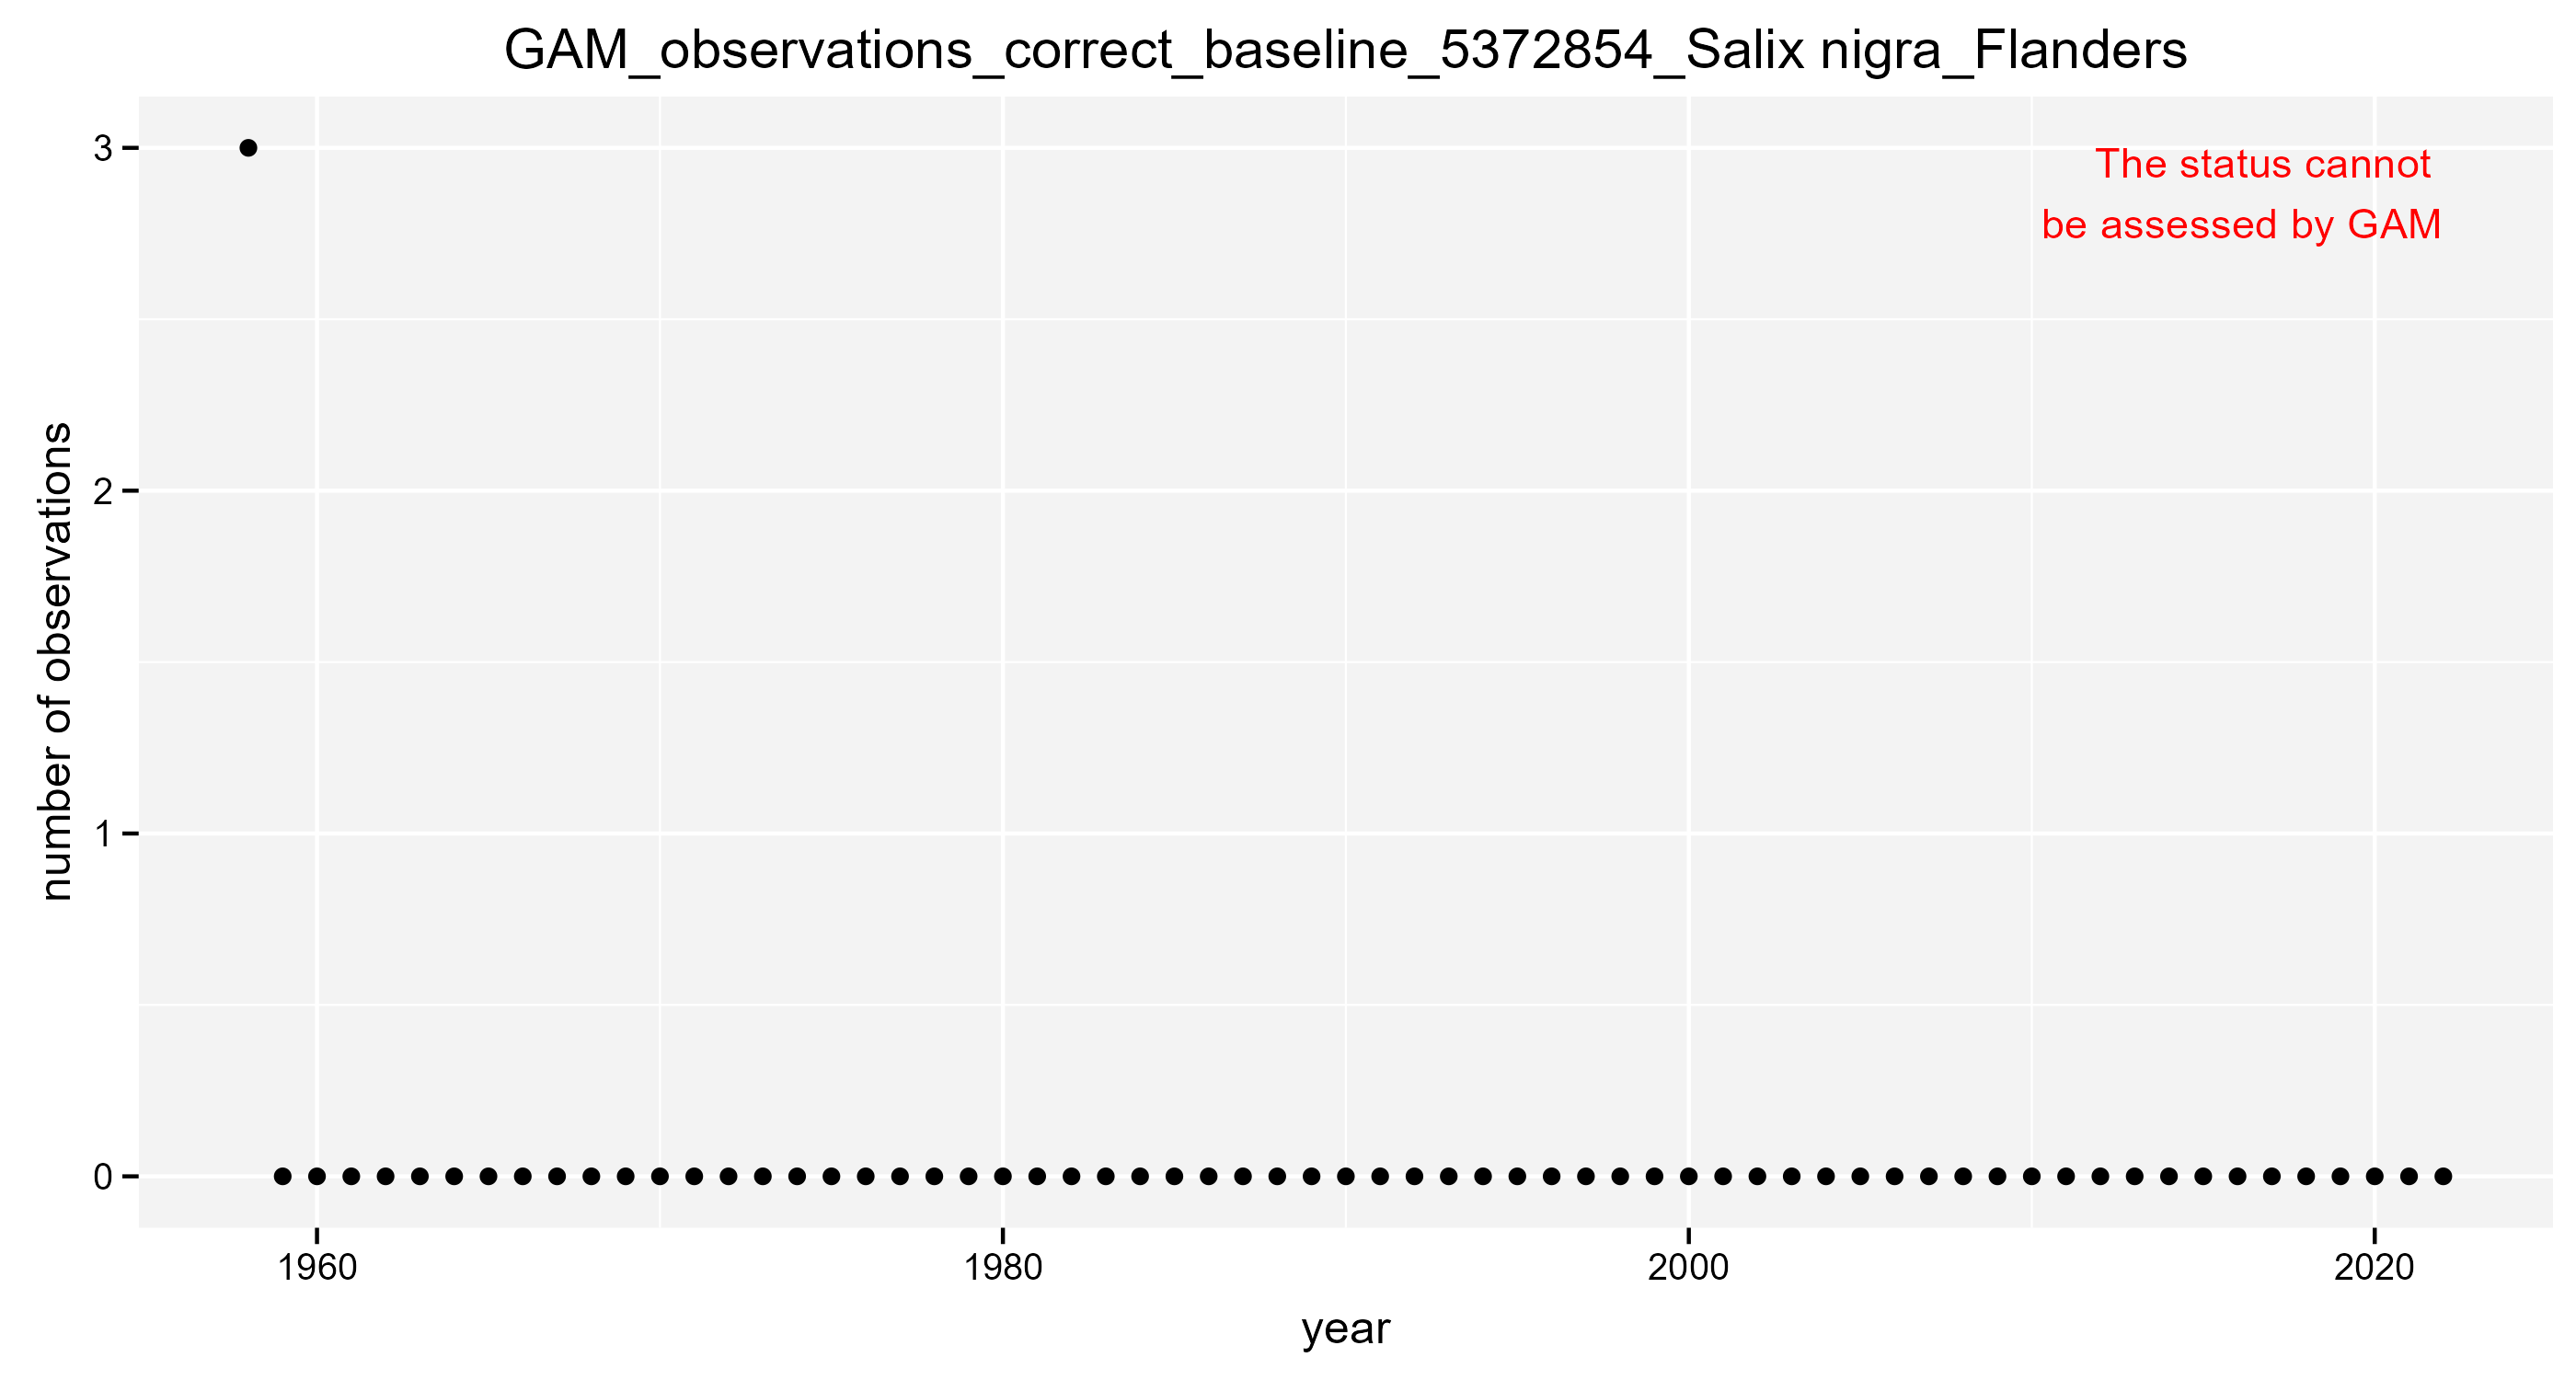 GAM_observations_correct_baseline_5372854_Salix nigra_Flanders
3
The status cannot
be assessed by GAM
2
number of observations
1
0
1960 1980 2000 2020
year